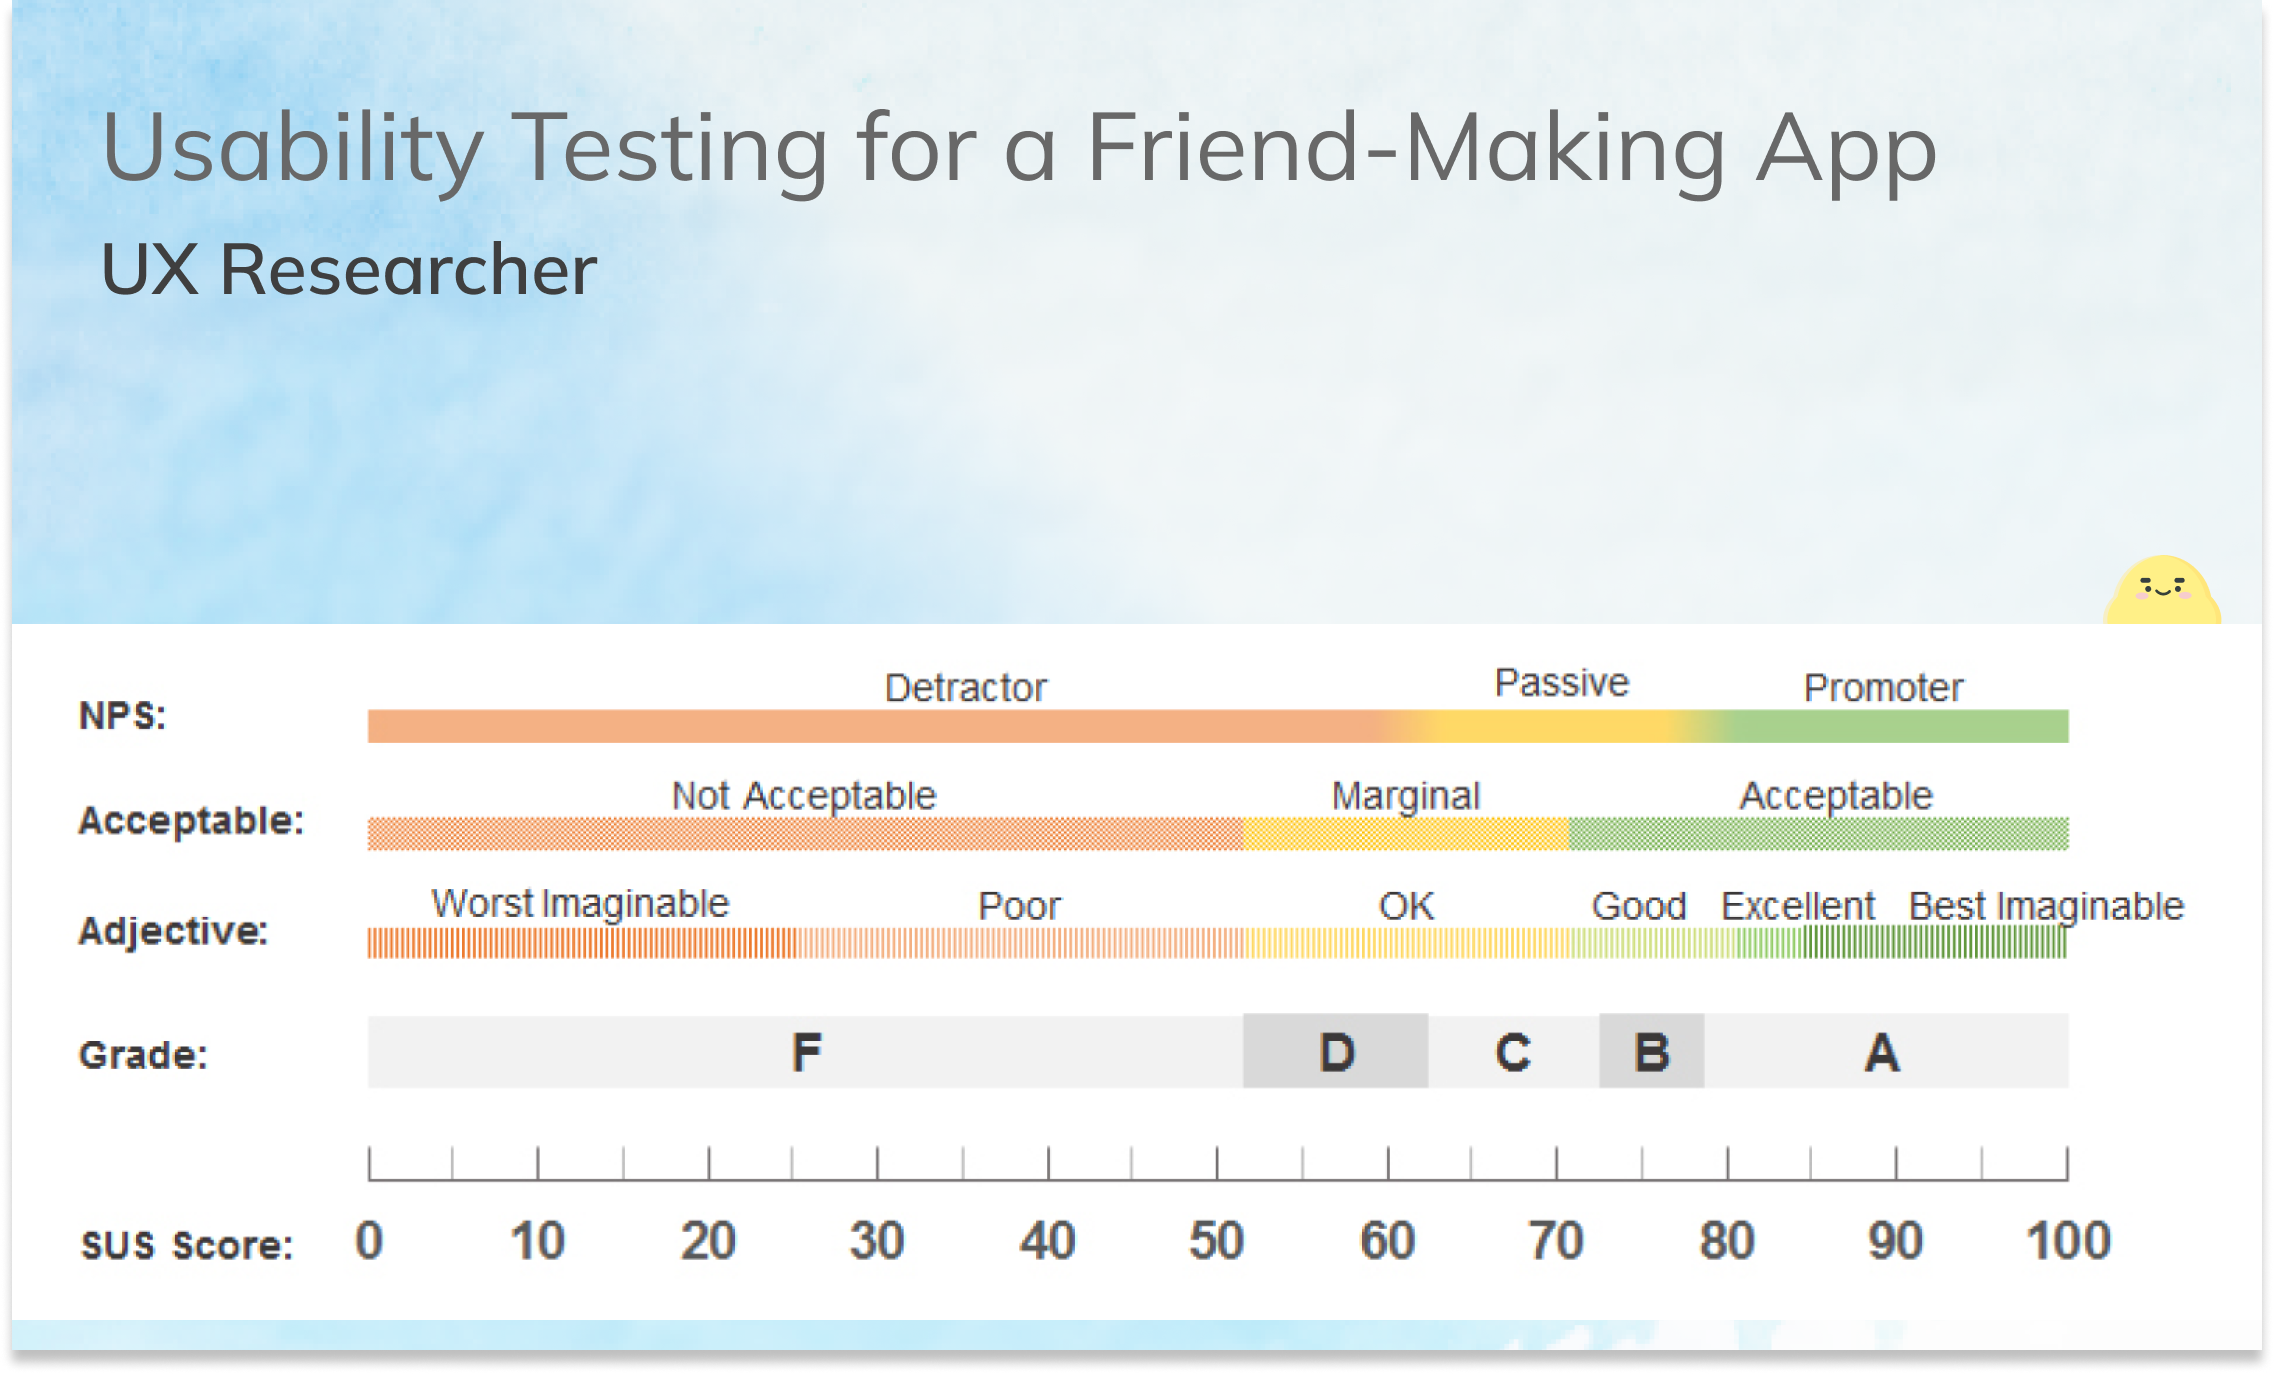 Usability Testing for a Friend-Making App
UX Researcher
Detractor Passive Promoter
NPS:
Not Acceptable Marginal Acceptable
Acceptable:
Worst Imaginable Poor OK Good Excellent Best Imaginable
Adjective:
Grade: F D C B A
SUS Score: 0 10 20 30 40 50 60 70 80 90 100